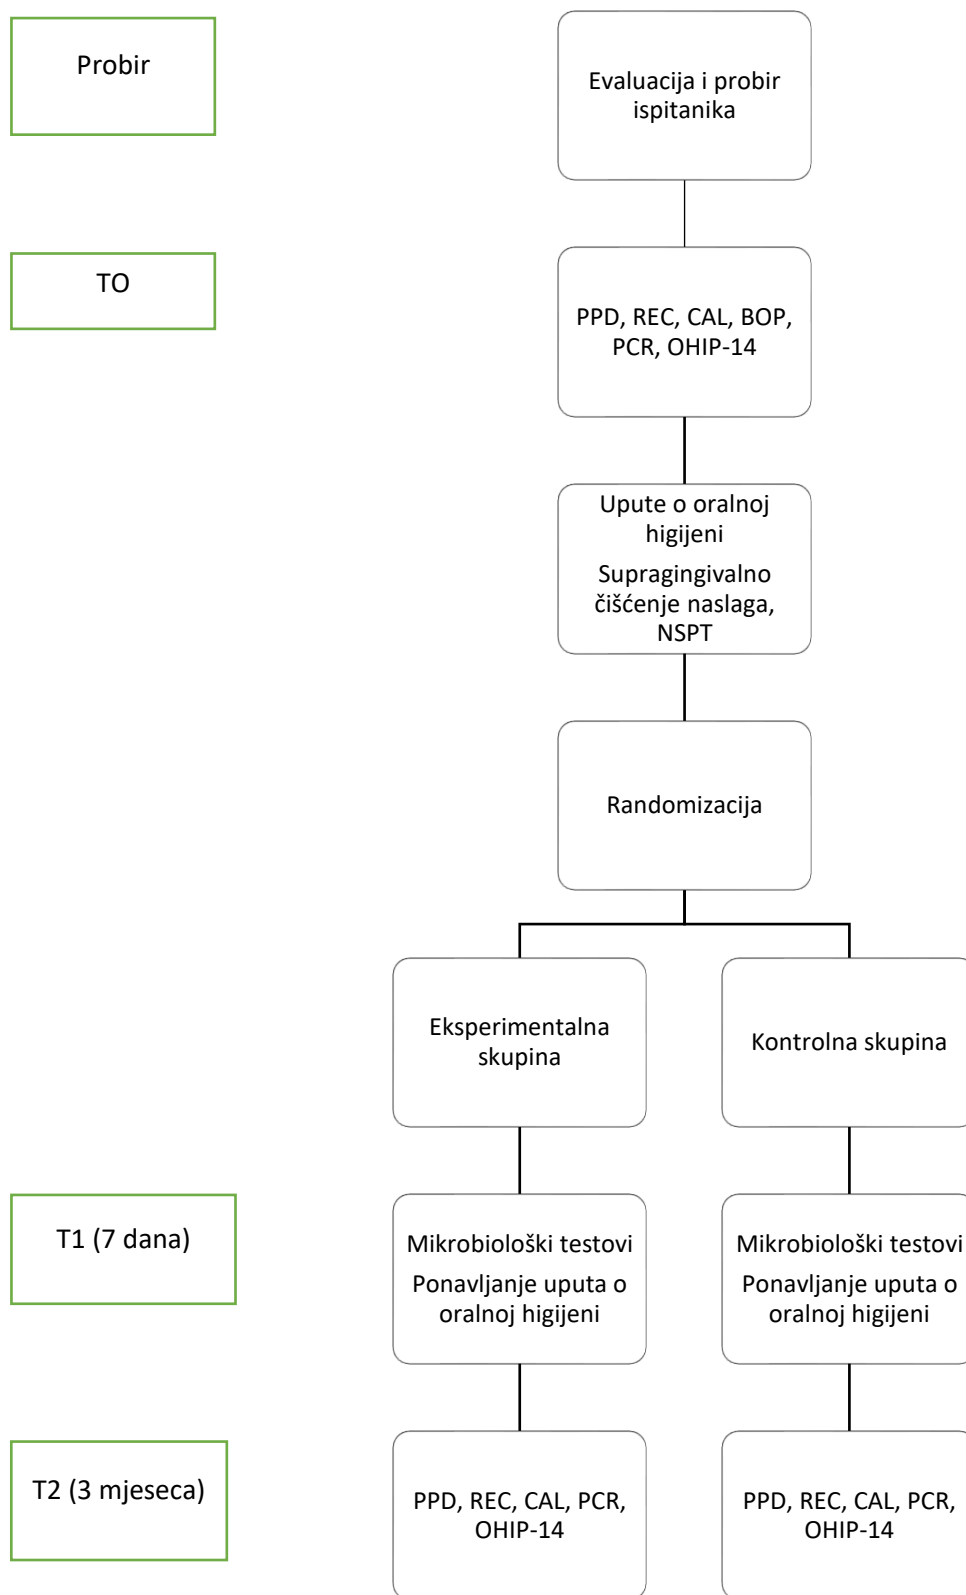 Probir
Evaluacija i probir
ispitanika
TO
PPD, REC, CAL, BOP,
PCR, OHIP-14
Upute o oralnoj
higijeni
Supragingivalno
čišćenje naslaga,
NSPT
Randomizacija
Eksperimentalna
skupina
Kontrolna skupina
T1 (7 dana)
Mikrobiološki testovi
Ponavljanje uputa o
oralnoj higijeni
Mikrobiološki testovi
Ponavljanje uputa o
oralnoj higijeni
T2 (3 mjeseca)
PPD, REC, CAL, PCR,
OHIP-14
PPD, REC, CAL, PCR,
OHIP-14